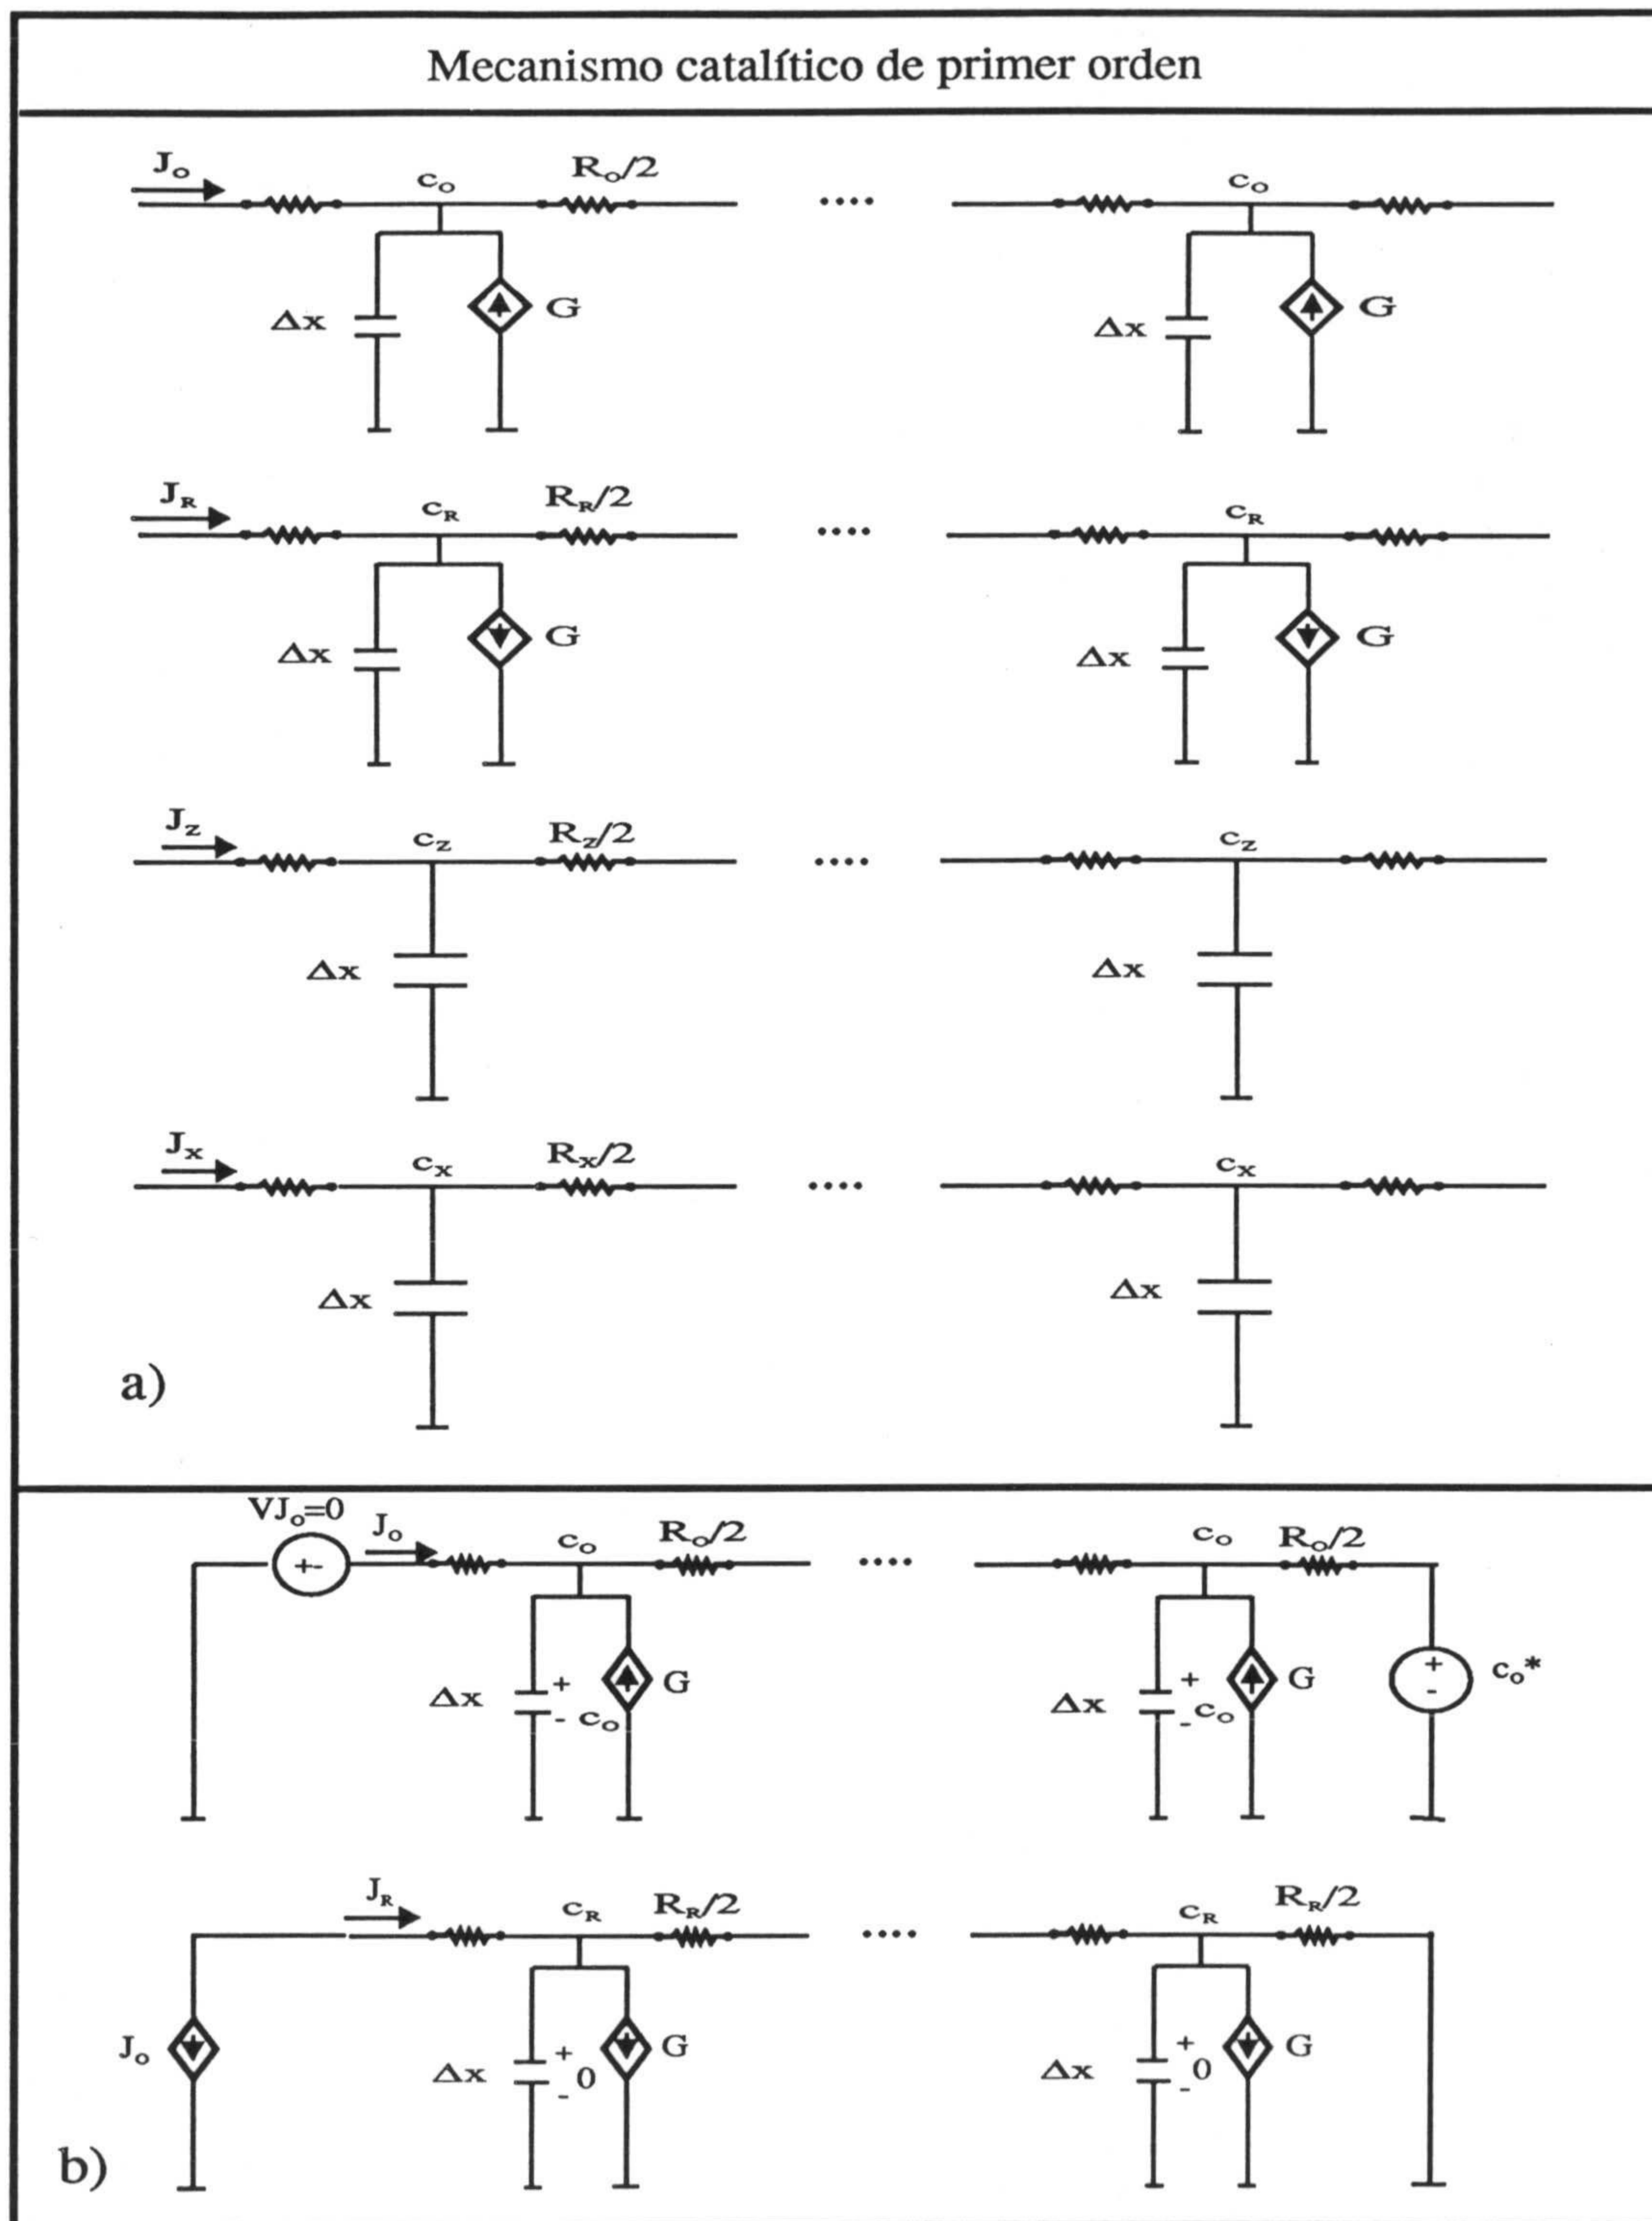 Mecanismo catalítico de primer orden
Jo
co
Ro/2
....
co
Δx
G
Δx
G
JR
cR
RR/2
....
cR
Δx
G
Δx
G
Jz
cz
Rz/2
....
cz
Δx
Δx
Jx
cx
Rx/2
....
cx
Δx
Δx
a)
VJo=0
+-
Jo
co
Ro/2
....
co
Ro/2
Δx
+
- co
G
Δx
+
- co
G
+
-
co*
JR
cR
RR/2
....
cR
RR/2
Jo
Δx
+
0
-
G
Δx
+
0
-
G
b)